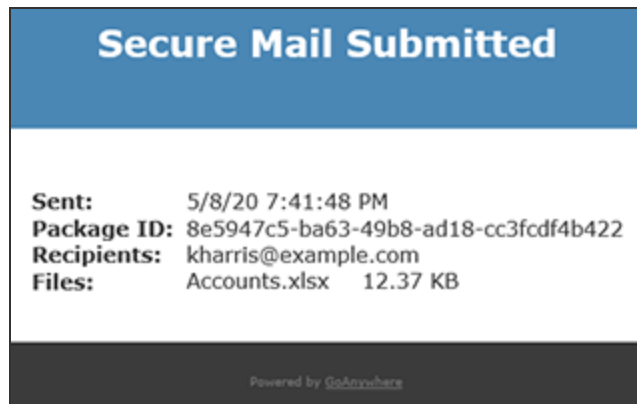 Secure Mail Submitted
Sent: 5/8/20 7:41:48 PM
Package ID: 8e5947c5-ba63-49b8-ad18-cc3fcdf4b422
Recipients: kharris@example.com
Files: Accounts.xlsx 12.37 KB
Powered by GoAnywhere